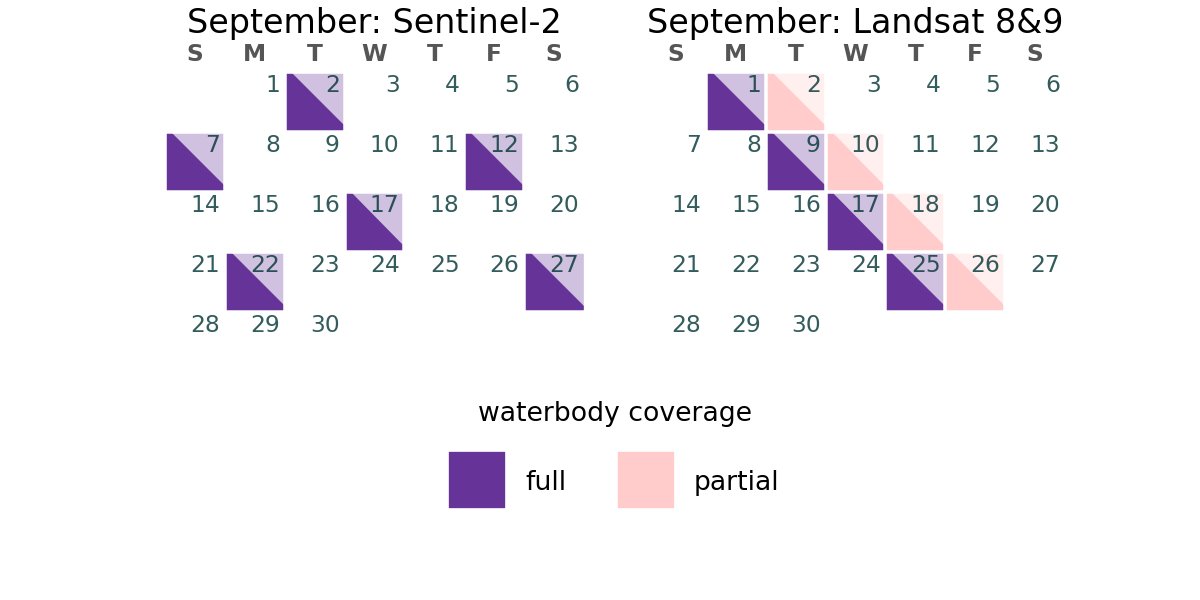 September: Sentinel-2
S M T W T F S
1 2 3 4 5 6
7 8 9 10 11 12 13
14 15 16 17 18 19 20
21 22 23 24 25 26 27
28 29 30
September: Landsat 8&9
S M T W T F S
1 2 3 4 5 6
7 8 9 10 11 12 13
14 15 16 17 18 19 20
21 22 23 24 25 26 27
28 29 30
waterbody coverage
full partial